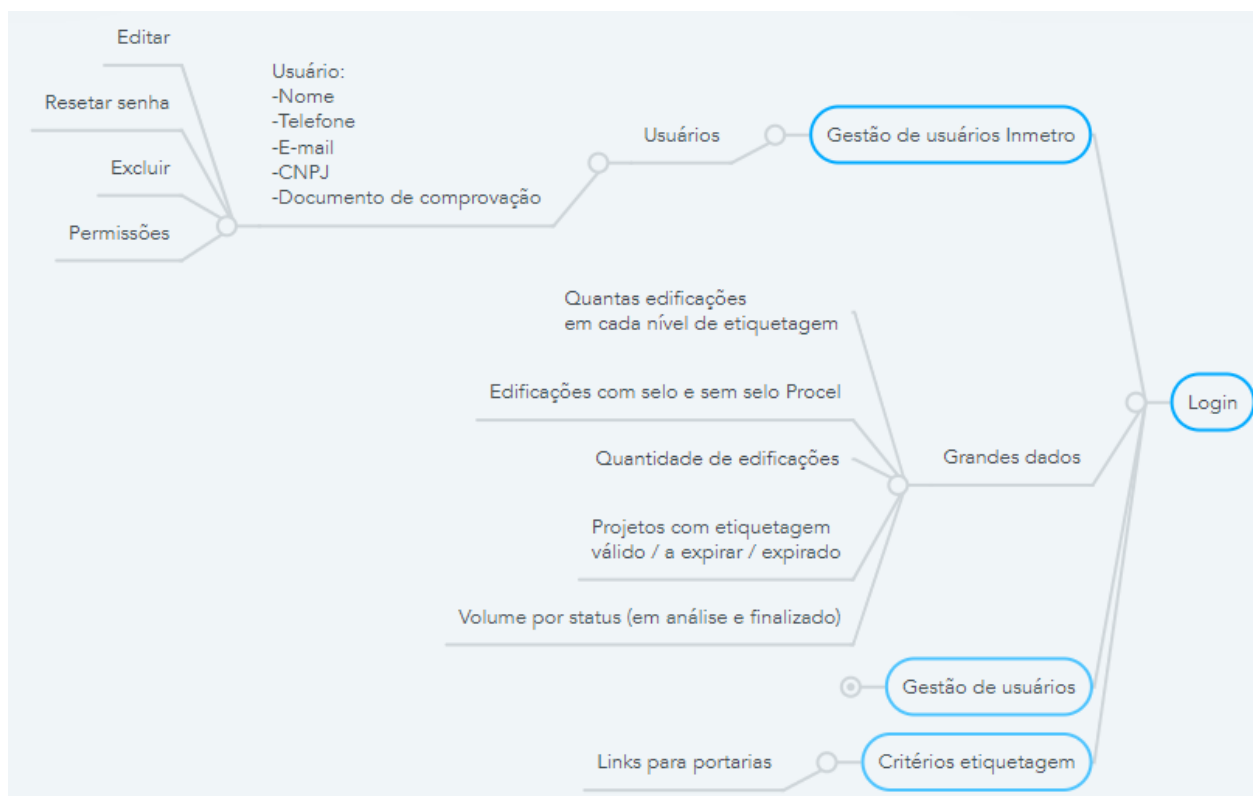 Editar
Resetar senha
Excluir
Permissões
Usuário:
-Nome
-Telefone
-E-mail
-CNPJ
-Documento de comprovação
Usuários
Gestão de usuários Inmetro
Quantas edificações
em cada nível de etiquetagem
Edificações com selo e sem selo Procel
Quantidade de edificações
Projetos com etiquetagem
válido / a expirar / expirado
Volume por status (em análise e finalizado)
Grandes dados
Login
Gestão de usuários
Links para portarias
Critérios etiquetagem